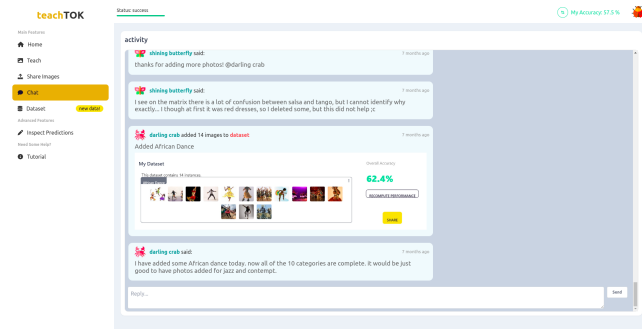 teachTOK
Status: success
My Accuracy: 57.5 %
Main Features
Home
Teach
Share Images
Chat
Dataset
new data!
Advanced Features
Inspect Predictions
Need Some Help?
Tutorial
activity
shining butterfly said:
7 months ago
thanks for adding more photos! @darling crab
shining butterfly said:
7 months ago
I see on the matrix there is a lot of confusion between salsa and tango, but I cannot identify why
exactly... I though at first it was red dresses, so I deleted some, but this did not help ;c
darling crab added 14 images to dataset
7 months ago
Added African Dance
My Dataset
This dataset contains 14 instances.
Overall Accuracy
62.4%
RECOMPUTE PERFORMANCE
SHARE
darling crab said:
7 months ago
I have added some African dance today, now all of the 10 categories are complete. It would be just
good to have photos added for jazz and contempt.
Reply...
Send